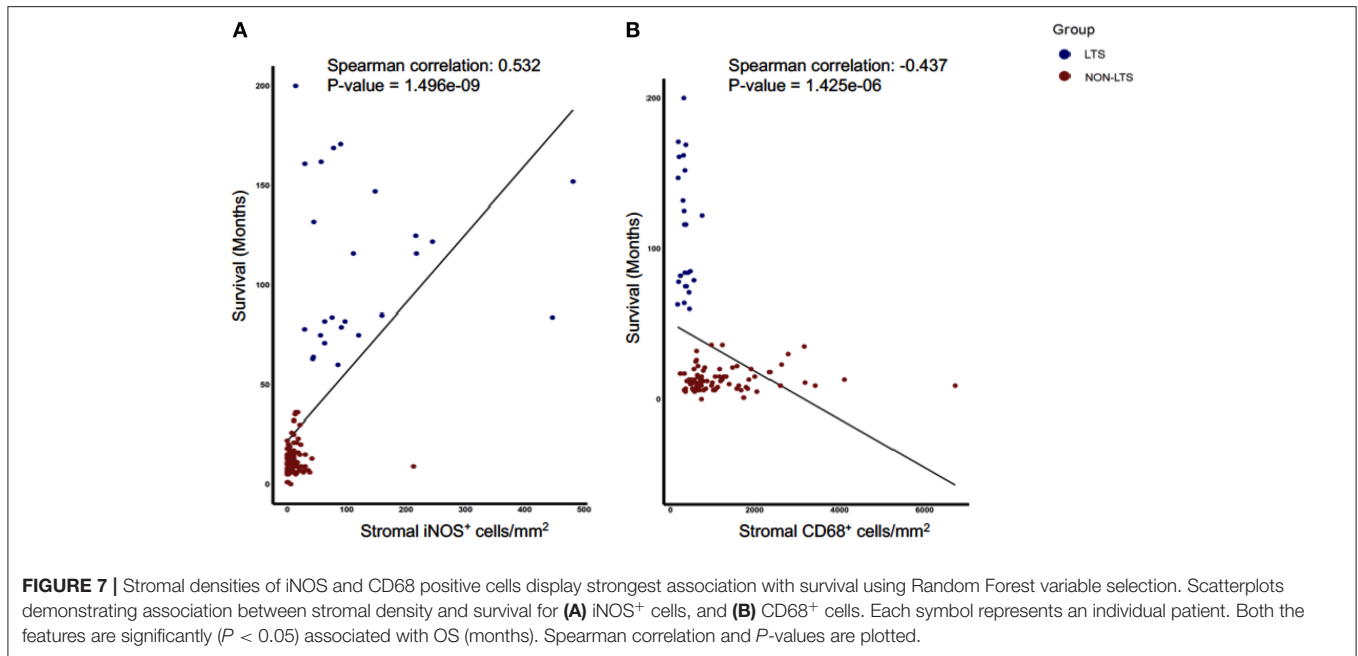 A
Spearman correlation: 0.532
P-value = 1.496e-09
200
150
100
50
0
Survival (Months)
0 100 200 300 400 500
Stromal iNOS⁺ cells/mm²
B
Spearman correlation: -0.437
P-value = 1.425e-06
200
100
0
Survival (Months)
0 2000 4000 6000
Stromal CD68⁺ cells/mm²
Group
LTS
NON-LTS
FIGURE 7 | Stromal densities of iNOS and CD68 positive cells display strongest association with survival using Random Forest variable selection. Scatterplots
demonstrating association between stromal density and survival for (A) iNOS⁺ cells, and (B) CD68⁺ cells. Each symbol represents an individual patient. Both the
features are significantly (P < 0.05) associated with OS (months). Spearman correlation and P-values are plotted.